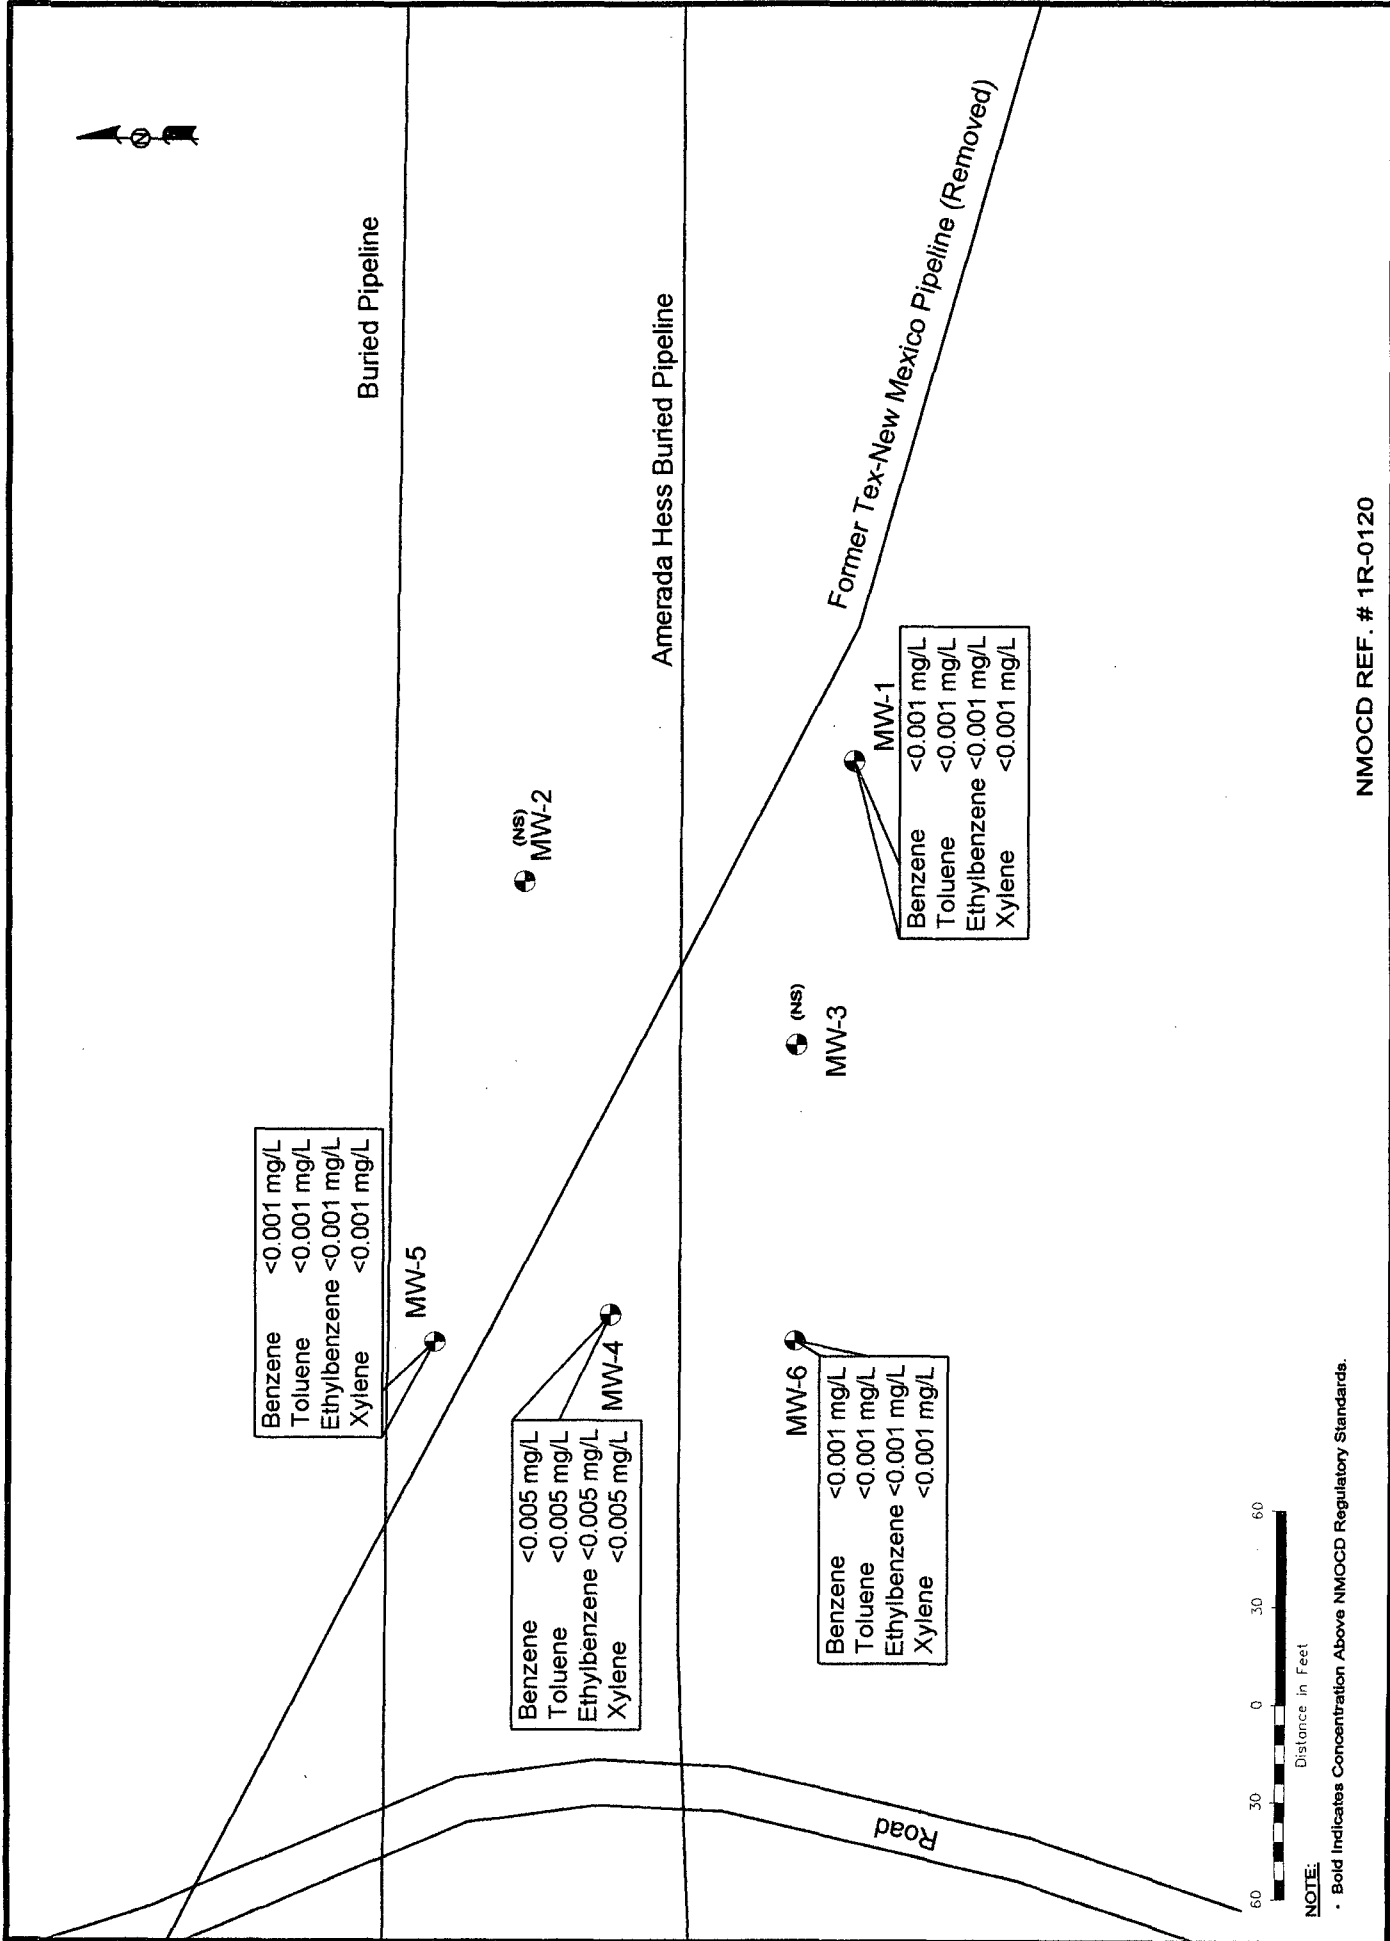 N
Buried Pipeline
Benzene <0.001 mg/L
Toluene <0.001 mg/L
Ethylbenzene <0.001 mg/L
Xylene <0.001 mg/L
MW-5
(NS)
MW-2
Benzene <0.005 mg/L
Toluene <0.005 mg/L
Ethylbenzene <0.005 mg/L
Xylene <0.005 mg/L
MW-4
Amerada Hess Buried Pipeline
(NS)
MW-3
MW-6
Benzene <0.001 mg/L
Toluene <0.001 mg/L
Ethylbenzene <0.001 mg/L
Xylene <0.001 mg/L
Former Tex-New Mexico Pipeline (Removed)
MW-1
Benzene <0.001 mg/L
Toluene <0.001 mg/L
Ethylbenzene <0.001 mg/L
Xylene <0.001 mg/L
Road
60 30 0 30 60
Distance in Feet
NOTE:
• Bold Indicates Concentration Above NMOCD Regulatory Standards.
NMOCD REF. # 1R-0120